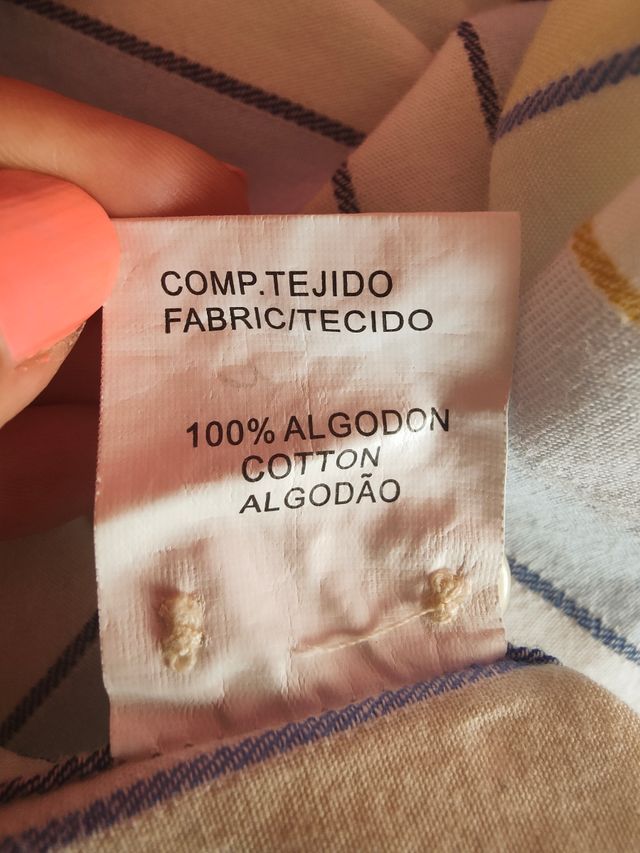 COMP.TEJIDO
FABRIC/TECIDO
100% ALGODON
COTTON
ALGODÃO